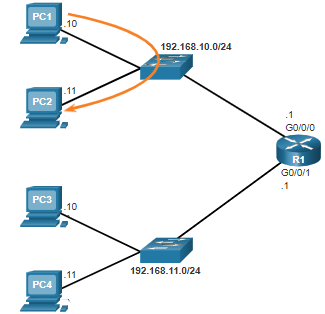 PC1
.10
192.168.10.0/24
PC2
.11
.1
G0/0/0
R1
G0/0/1
.1
PC3
.10
192.168.11.0/24
PC4
.11